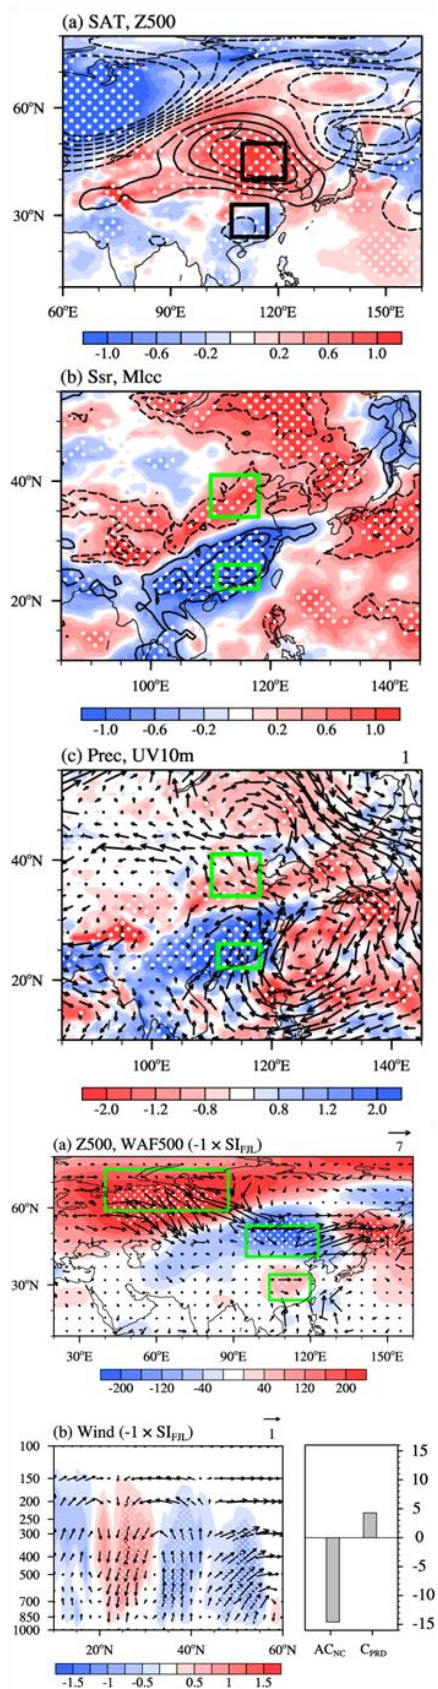 (a) SAT, Z500
60°N
30°N
60°E 90°E 120°E 150°E
-1.0 -0.6 -0.2 0.2 0.6 1.0
(b) Ssr, Mlcc
40°N
20°N
100°E 120°E 140°E
-1.0 -0.6 -0.2 0.2 0.6 1.0
(c) Prec, UV10m 1
40°N
20°N
100°E 120°E 140°E
-2.0 -1.2 -0.8 0.8 1.2 2.0
(a) Z500, WAF500 (-1 × SI_FJL) 7
60°N
30°N
30°E 60°E 90°E 120°E 150°E
-200 -120 -40 40 120 200
(b) Wind (-1 × SI_FJL) 1
100
150
200
250
300
400
500
700
850
1000
20°N 40°N 60°N
-1.5 -1 -0.5 0.5 1 1.5
15
10
5
0
-5
-10
-15
AC_NC C_PRD